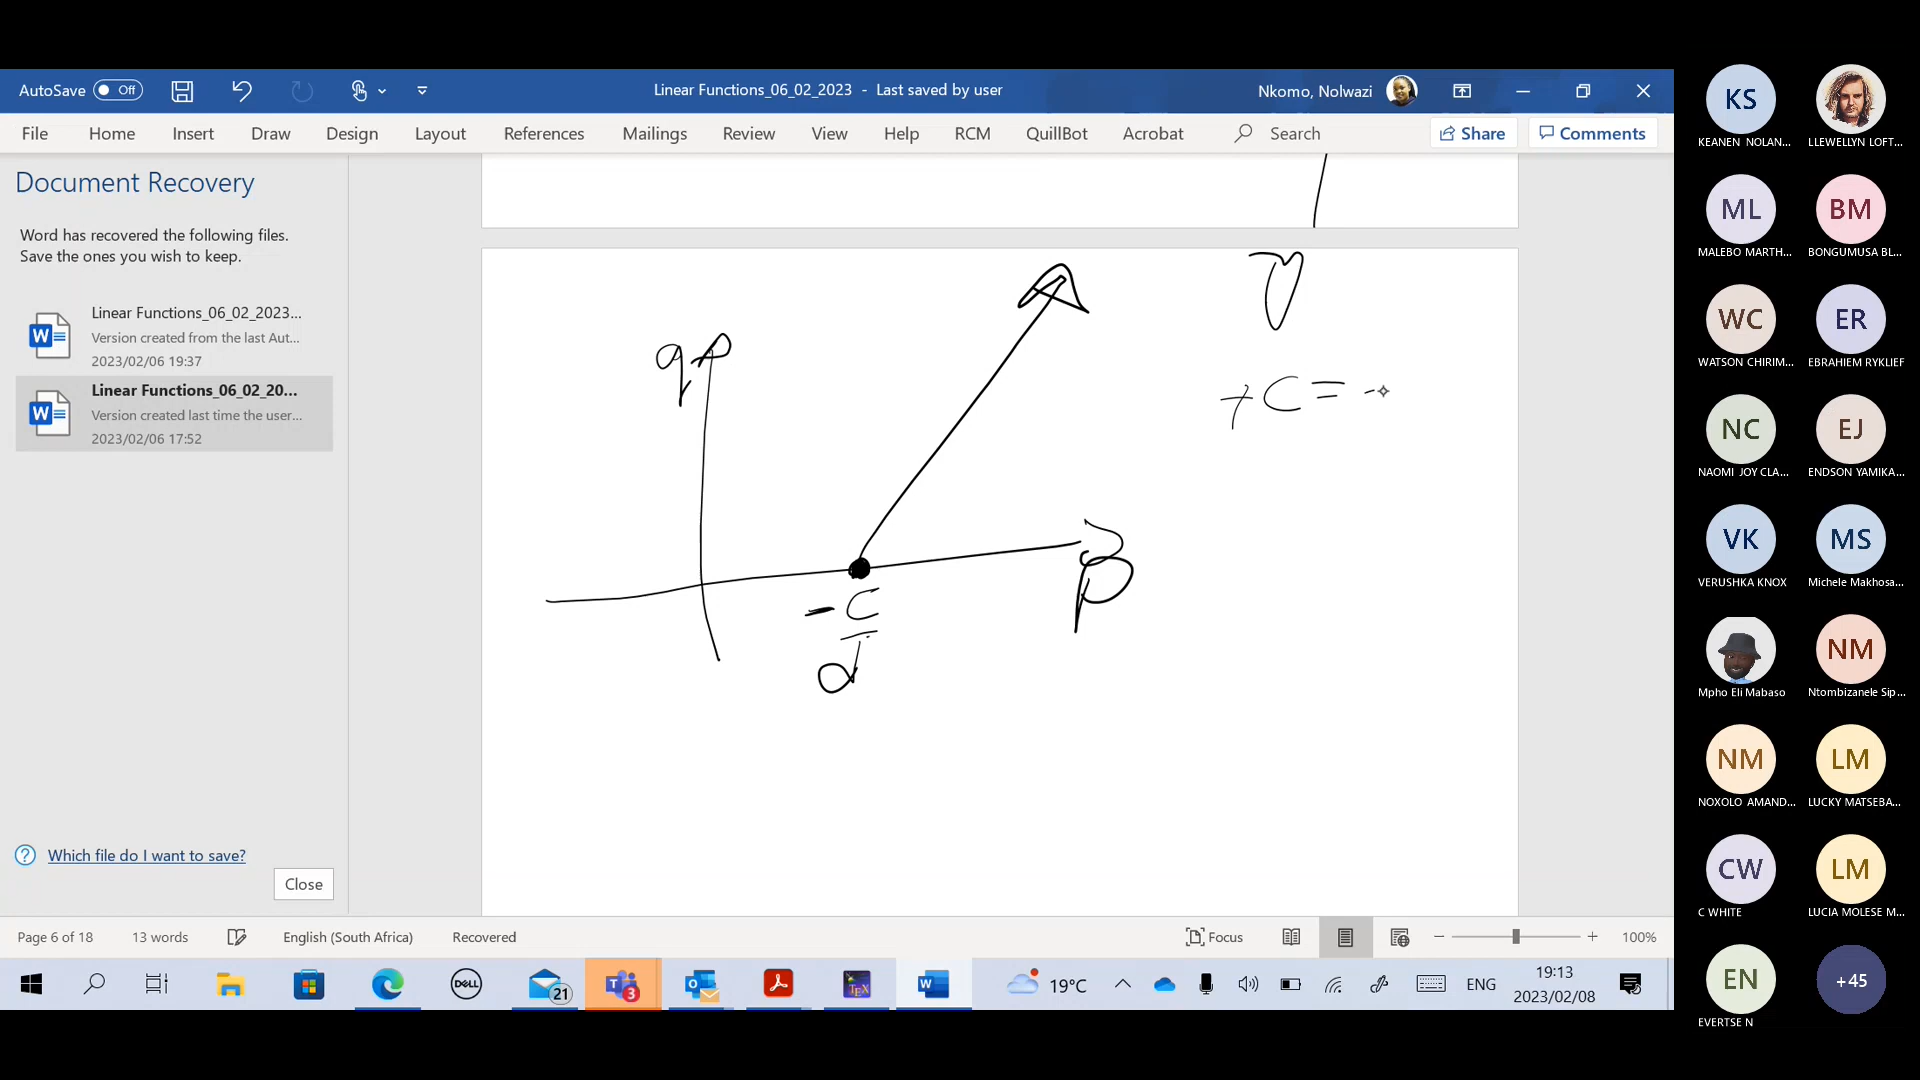 AutoSave Off
Linear Functions_06_02_2023 - Last saved by user
Nkomo, Nolwazi
File Home Insert Draw Design Layout References Mailings Review View Help RCM QuillBot Acrobat Search Share Comments
Document Recovery
Word has recovered the following files.
Save the ones you wish to keep.
Linear Functions_06_02_2023...
Version created from the last Aut...
2023/02/06 19:37
Linear Functions_06_02_20...
Version created last time the user...
2023/02/06 17:52
Which file do I want to save?
Close
q
+ C = -
p
- C
d
Page 6 of 18 13 words English (South Africa) Recovered Focus 100%
21
3
19°C
ENG
19:13
2023/02/08
KS
KEANEN NOLAN...
LLEWELLYN LOFT...
ML
MALEBO MARTH...
BM
BONGUMUSA BL...
WC
WATSON CHIRIM...
ER
EBRAHIEM RYKLIEF
NC
NAOMI JOY CLA...
EJ
ENDSON YAMIKA...
VK
VERUSHKA KNOX
MS
Michele Makhosa...
Mpho Eli Mabaso
NM
Ntombizanele Sip...
NM
NOXOLO AMAND...
LM
LUCKY MATSEBA...
CW
C WHITE
LM
LUCIA MOLESE M...
EN
EVERTSE N
+45